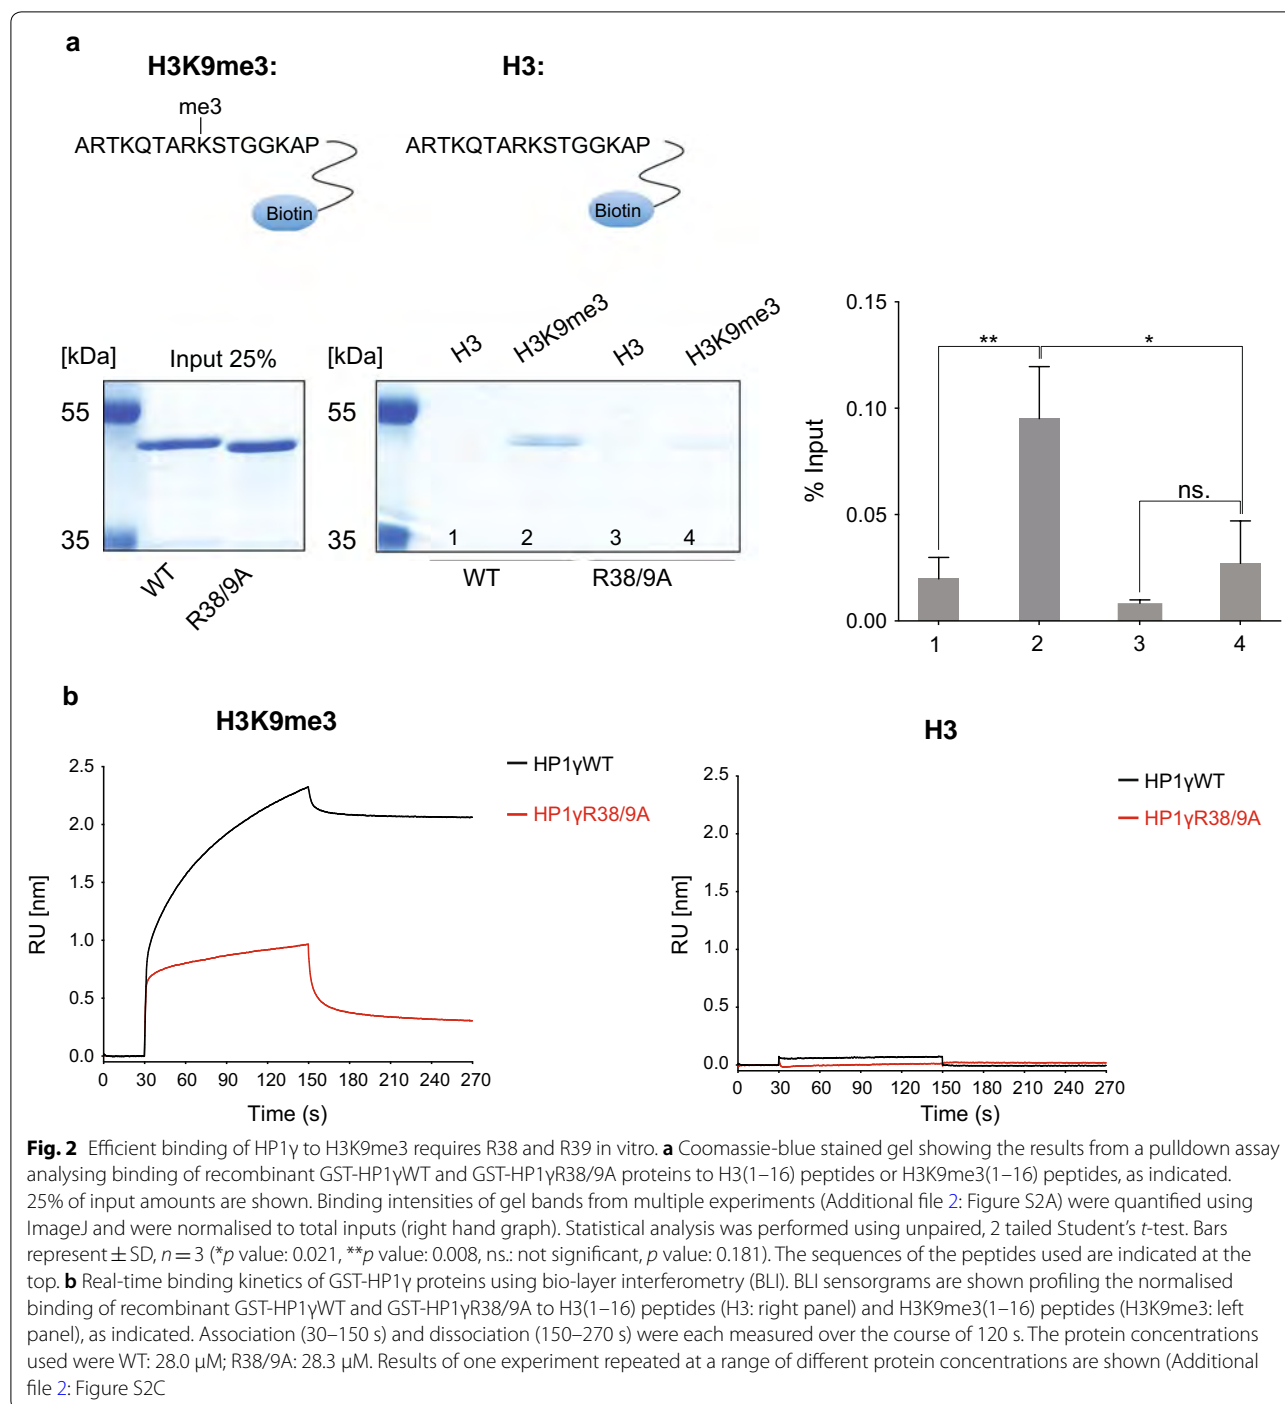 a
H3K9me3:
H3:
me3
ARTKQTARKSTGGKAP
ARTKQTARKSTGGKAP
Biotin
Biotin
[kDa]
Input 25%
55
35
WT
R38/9A
[kDa]
H3
H3K9me3
H3
H3K9me3
55
35
1
2
3
4
WT
R38/9A
0.15
0.10
0.05
0.00
% Input
**
*
ns.
1
2
3
4
b
H3K9me3
HP1γWT
HP1γR38/9A
2.5
2.0
1.5
1.0
0.5
0.0
RU [nm]
0 30 60 90 120 150 180 210 240 270
Time (s)
H3
HP1γWT
HP1γR38/9A
2.5
2.0
1.5
1.0
0.5
0.0
RU [nm]
0 30 60 90 120 150 180 210 240 270
Time (s)
Fig. 2 Efficient binding of HP1γ to H3K9me3 requires R38 and R39 in vitro. a Coomassie-blue stained gel showing the results from a pulldown assay
analysing binding of recombinant GST-HP1γWT and GST-HP1γR38/9A proteins to H3(1–16) peptides or H3K9me3(1–16) peptides, as indicated.
25% of input amounts are shown. Binding intensities of gel bands from multiple experiments (Additional file 2: Figure S2A) were quantified using
ImageJ and were normalised to total inputs (right hand graph). Statistical analysis was performed using unpaired, 2 tailed Student's t-test. Bars
represent ± SD, n = 3 (*p value: 0.021, **p value: 0.008, ns.: not significant, p value: 0.181). The sequences of the peptides used are indicated at the
top. b Real-time binding kinetics of GST-HP1γ proteins using bio-layer interferometry (BLI). BLI sensorgrams are shown profiling the normalised
binding of recombinant GST-HP1γWT and GST-HP1γR38/9A to H3(1–16) peptides (H3: right panel) and H3K9me3(1–16) peptides (H3K9me3: left
panel), as indicated. Association (30–150 s) and dissociation (150–270 s) were each measured over the course of 120 s. The protein concentrations
used were WT: 28.0 μM; R38/9A: 28.3 μM. Results of one experiment repeated at a range of different protein concentrations are shown (Additional
file 2: Figure S2C